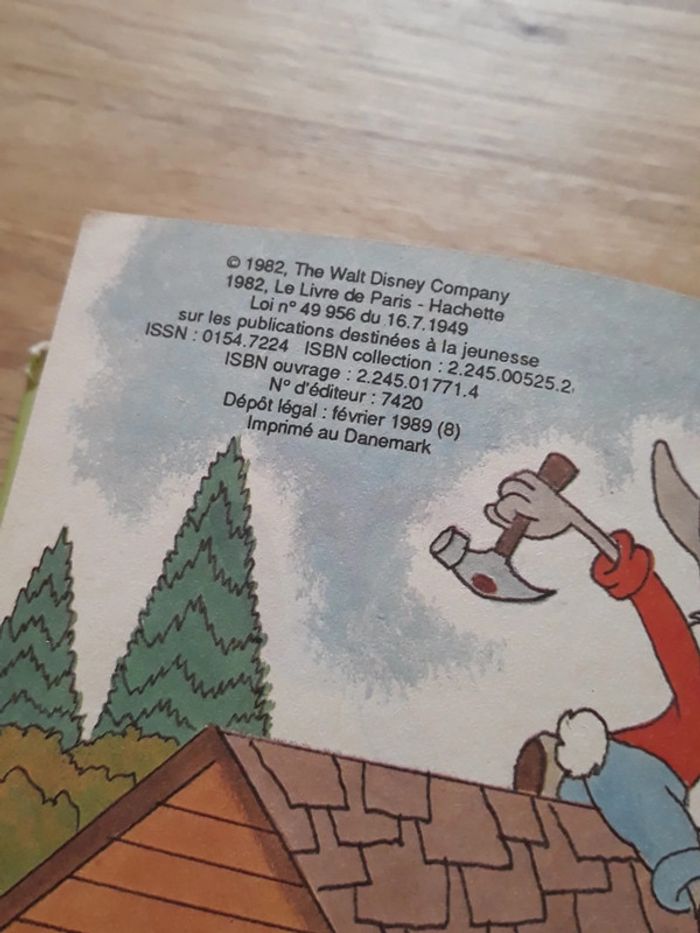 © 1982, The Walt Disney Company
1982, Le Livre de Paris - Hachette
Loi n° 49 956 du 16.7.1949
sur les publications destinées à la jeunesse
ISSN : 0154.7224 ISBN collection : 2.245.00525.2
ISBN ouvrage : 2.245.01771.4
N° d'éditeur : 7420
Dépôt légal : février 1989 (8)
Imprimé au Danemark